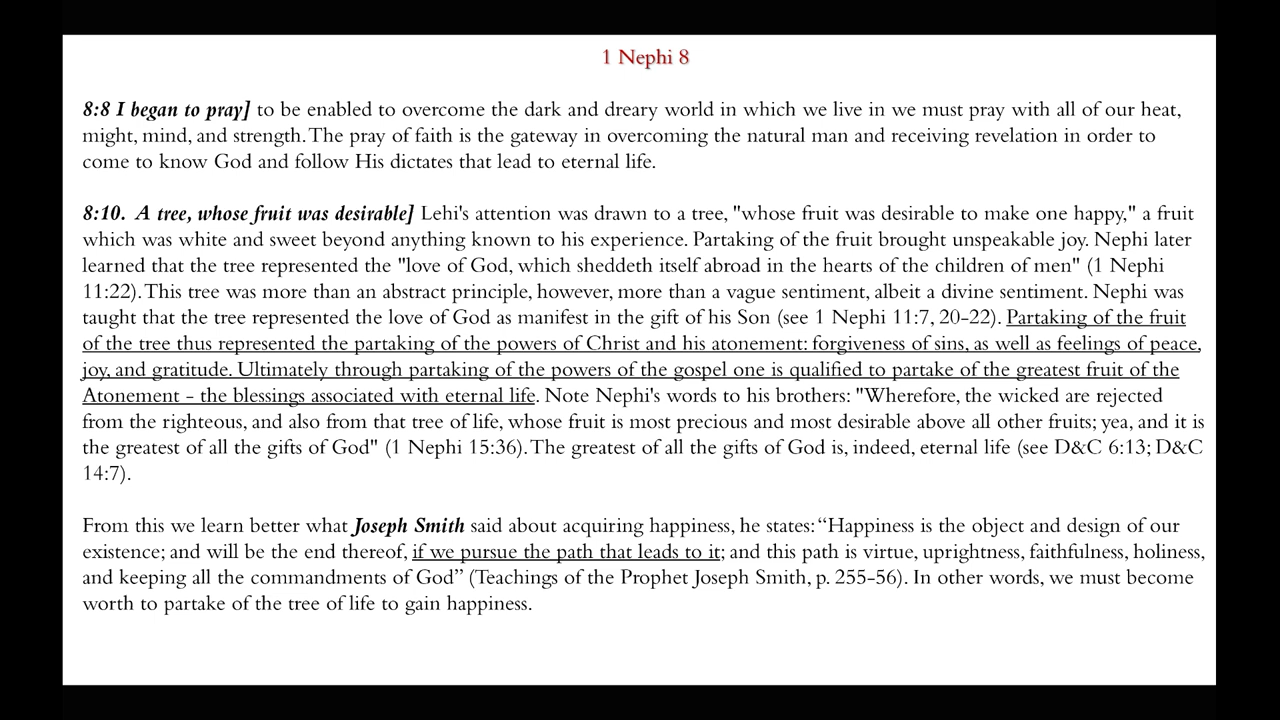 1 Nephi 8
8:8 I began to pray] to be enabled to overcome the dark and dreary world in which we live in we must pray with all of our heat,
might, mind, and strength. The pray of faith is the gateway in overcoming the natural man and receiving revelation in order to
come to know God and follow His dictates that lead to eternal life.
8:10. A tree, whose fruit was desirable] Lehi's attention was drawn to a tree, "whose fruit was desirable to make one happy," a fruit
which was white and sweet beyond anything known to his experience. Partaking of the fruit brought unspeakable joy. Nephi later
learned that the tree represented the "love of God, which sheddeth itself abroad in the hearts of the children of men" (1 Nephi
11:22). This tree was more than an abstract principle, however, more than a vague sentiment, albeit a divine sentiment. Nephi was
taught that the tree represented the love of God as manifest in the gift of his Son (see 1 Nephi 11:7, 20-22). Partaking of the fruit
of the tree thus represented the partaking of the powers of Christ and his atonement: forgiveness of sins, as well as feelings of peace,
joy, and gratitude. Ultimately through partaking of the powers of the gospel one is qualified to partake of the greatest fruit of the
Atonement - the blessings associated with eternal life. Note Nephi's words to his brothers: "Wherefore, the wicked are rejected
from the righteous, and also from that tree of life, whose fruit is most precious and most desirable above all other fruits; yea, and it is
the greatest of all the gifts of God" (1 Nephi 15:36). The greatest of all the gifts of God is, indeed, eternal life (see D&C 6:13; D&C
14:7).
From this we learn better what Joseph Smith said about acquiring happiness, he states: “Happiness is the object and design of our
existence; and will be the end thereof, if we pursue the path that leads to it; and this path is virtue, uprightness, faithfulness, holiness,
and keeping all the commandments of God” (Teachings of the Prophet Joseph Smith, p. 255-56). In other words, we must become
worth to partake of the tree of life to gain happiness.